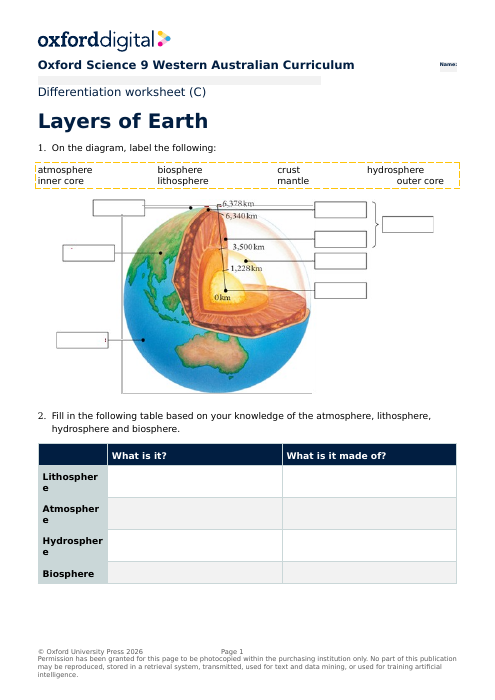 oxforddigital
Oxford Science 9 Western Australian Curriculum
Name:
Differentiation worksheet (C)
Layers of Earth
1. On the diagram, label the following:
atmosphere biosphere crust hydrosphere
inner core lithosphere mantle outer core
6,378 km
6,340 km
3,500 km
1,228 km
0 km
2. Fill in the following table based on your knowledge of the atmosphere, lithosphere,
hydrosphere and biosphere.
What is it? What is it made of?
Lithospher
e
Atmospher
e
Hydrospher
e
Biosphere
© Oxford University Press 2026 Page 1
Permission has been granted for this page to be photocopied within the purchasing institution only. No part of this publication
may be reproduced, stored in a retrieval system, transmitted, used for text and data mining, or used for training artificial
intelligence.